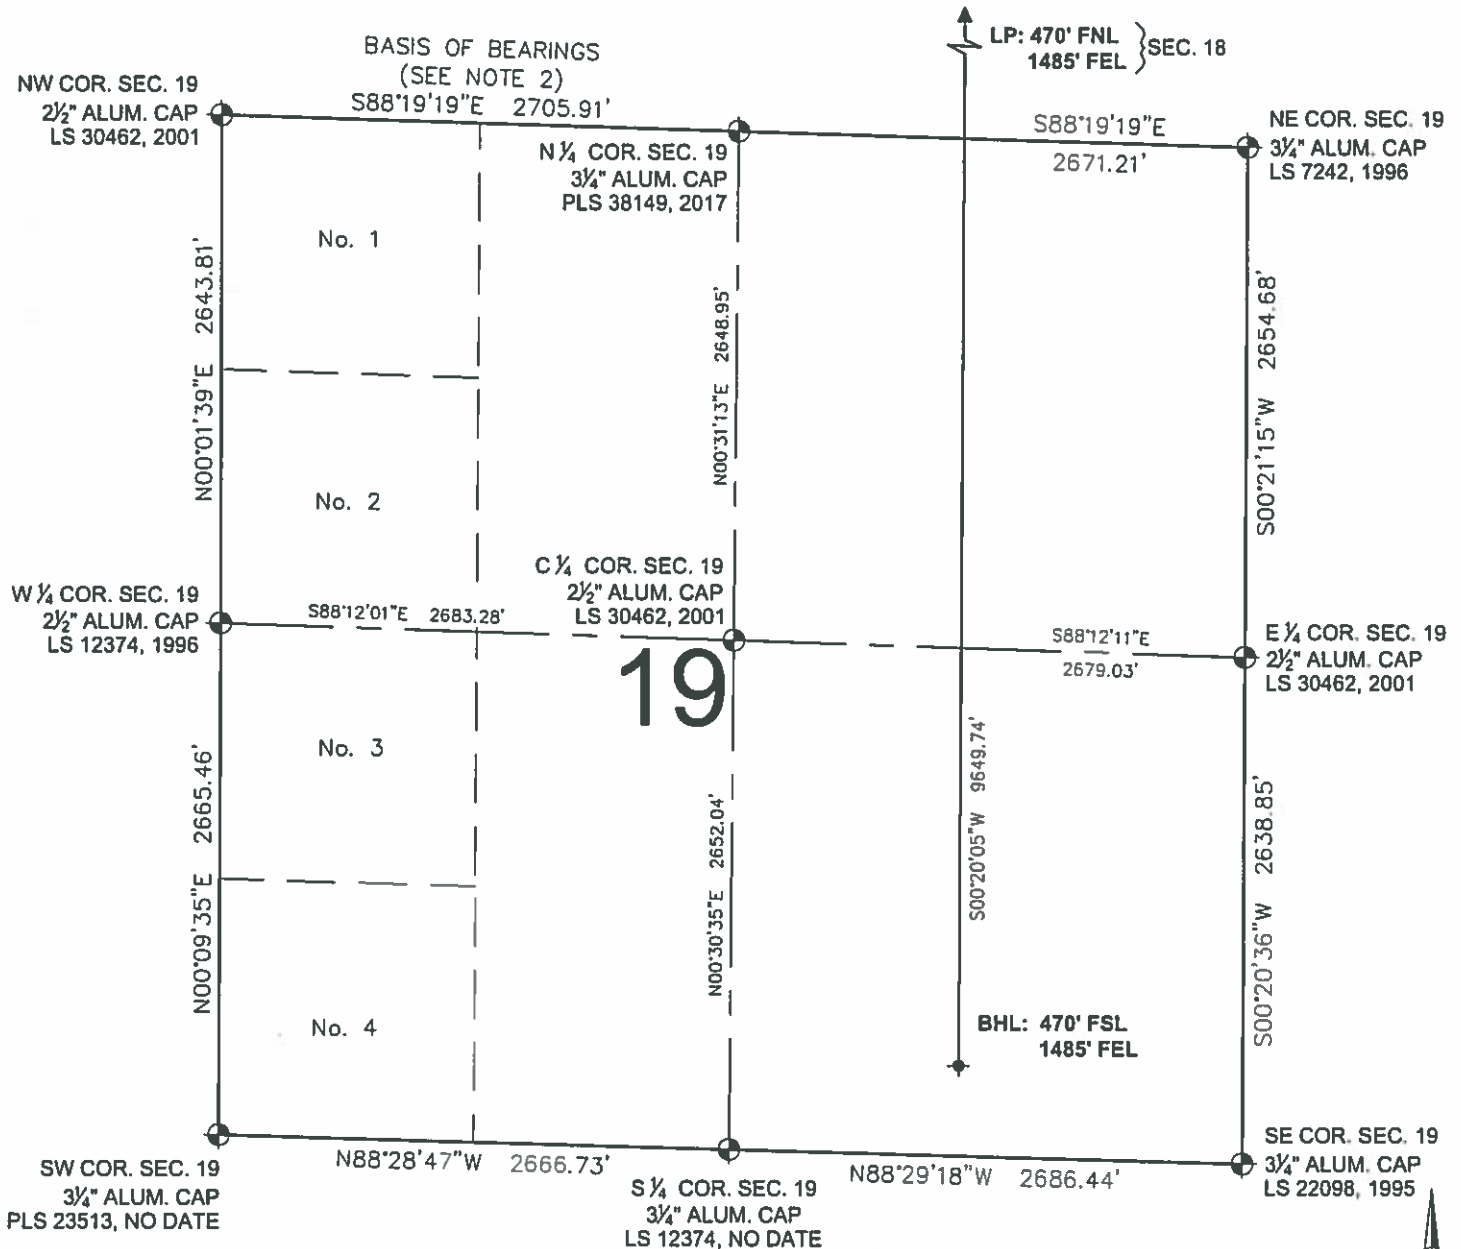 BASIS OF BEARINGS
(SEE NOTE 2)
S88°19'19"E 2705.91'
LP: 470' FNL
1485' FEL
SEC. 18
NW COR. SEC. 19
2½" ALUM. CAP
LS 30462, 2001
N ¼ COR. SEC. 19
3¼" ALUM. CAP
PLS 38149, 2017
S88°19'19"E
2671.21'
NE COR. SEC. 19
3¼" ALUM. CAP
LS 7242, 1996
No. 1
N00°01'39"E 2643.81'
N00°31'13"E 2648.95'
S00°21'15"W 2654.68'
No. 2
W ¼ COR. SEC. 19
2½" ALUM. CAP
LS 12374, 1996
S88°12'01"E 2683.28'
C ¼ COR. SEC. 19
2½" ALUM. CAP
LS 30462, 2001
19
S88°12'11"E
2679.03'
E ¼ COR. SEC. 19
2½" ALUM. CAP
LS 30462, 2001
No. 3
N00°09'35"E 2665.46'
N00°30'35"E 2652.04'
S00°20'05"W 9649.74'
S00°20'36"W 2638.85'
No. 4
BHL: 470' FSL
1485' FEL
SW COR. SEC. 19
3¼" ALUM. CAP
PLS 23513, NO DATE
N88°28'47"W 2666.73'
S ¼ COR. SEC. 19
3¼" ALUM. CAP
LS 12374, NO DATE
N88°29'18"W 2686.44'
SE COR. SEC. 19
3¼" ALUM. CAP
LS 22098, 1995